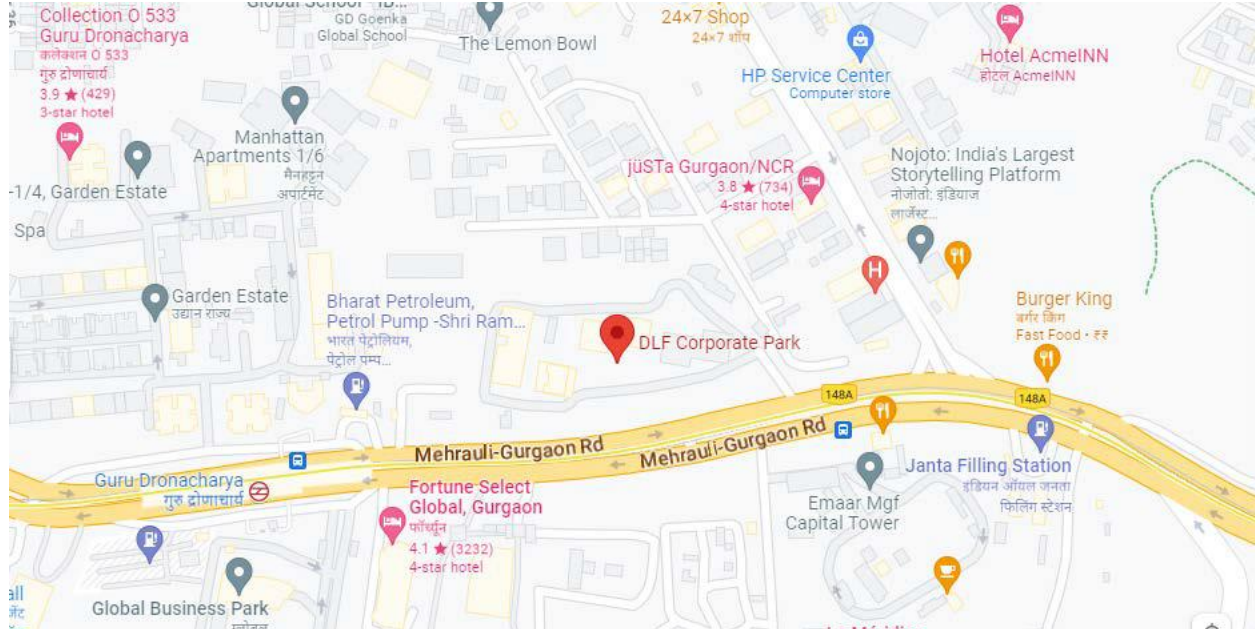 Collection O 533
Guru Dronacharya
कलेक्शन O 533
गुरु द्रोणाचार्य
3.9 ★ (429)
3-star hotel
Global School - IB...
GD Goenka
Global School
The Lemon Bowl
24×7 Shop
24×7 शॉप
HP Service Center
Computer store
Hotel AcmeINN
होटल AcmeINN
Manhattan
Apartments 1/6
मैनहट्टन
अपार्टमेंट
-1/4, Garden Estate
Spa
jüSTa Gurgaon/NCR
3.8 ★ (734)
4-star hotel
Nojoto: India's Largest
Storytelling Platform
नोजोतो: इंडियाज
लार्जेस्ट...
H
Garden Estate
उद्यान राज्य
Bharat Petroleum,
Petrol Pump -Shri Ram...
भारत पेट्रोलियम,
पेट्रोल पम्प...
DLF Corporate Park
Burger King
बर्गर किंग
Fast Food · ₹₹
148A
148A
Mehrauli-Gurgaon Rd
Mehrauli-Gurgaon Rd
Guru Dronacharya
गुरु द्रोणाचार्य
Fortune Select
Global, Gurgaon
फॉर्च्यून
4.1 ★ (3232)
4-star hotel
Emaar Mgf
Capital Tower
Janta Filling Station
इंडियन ऑयल जनता
फिलिंग स्टेशन
Global Business Park
ग्लोबल
all